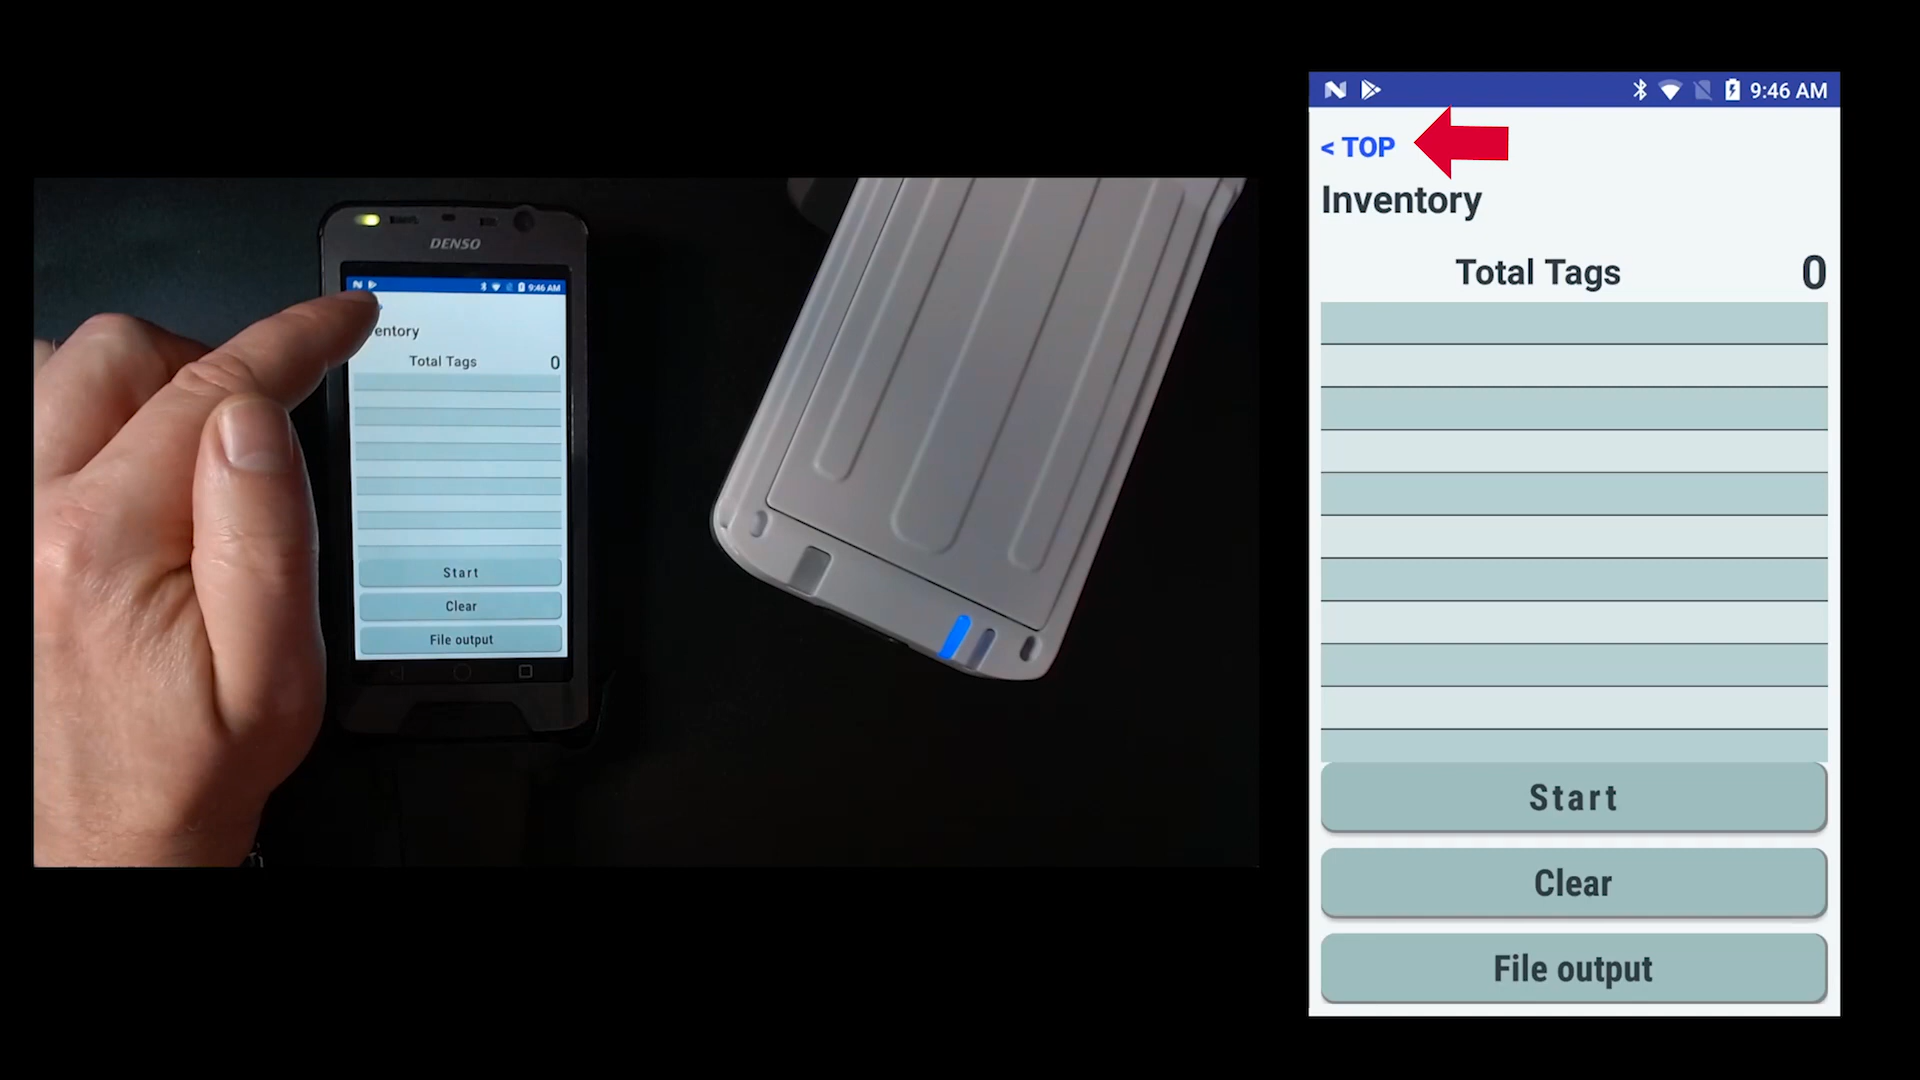 DENSO
9:46 AM
entory
Total Tags 0
Start
Clear
File output
9:46 AM
< TOP
Inventory
Total Tags 0
Start
Clear
File output